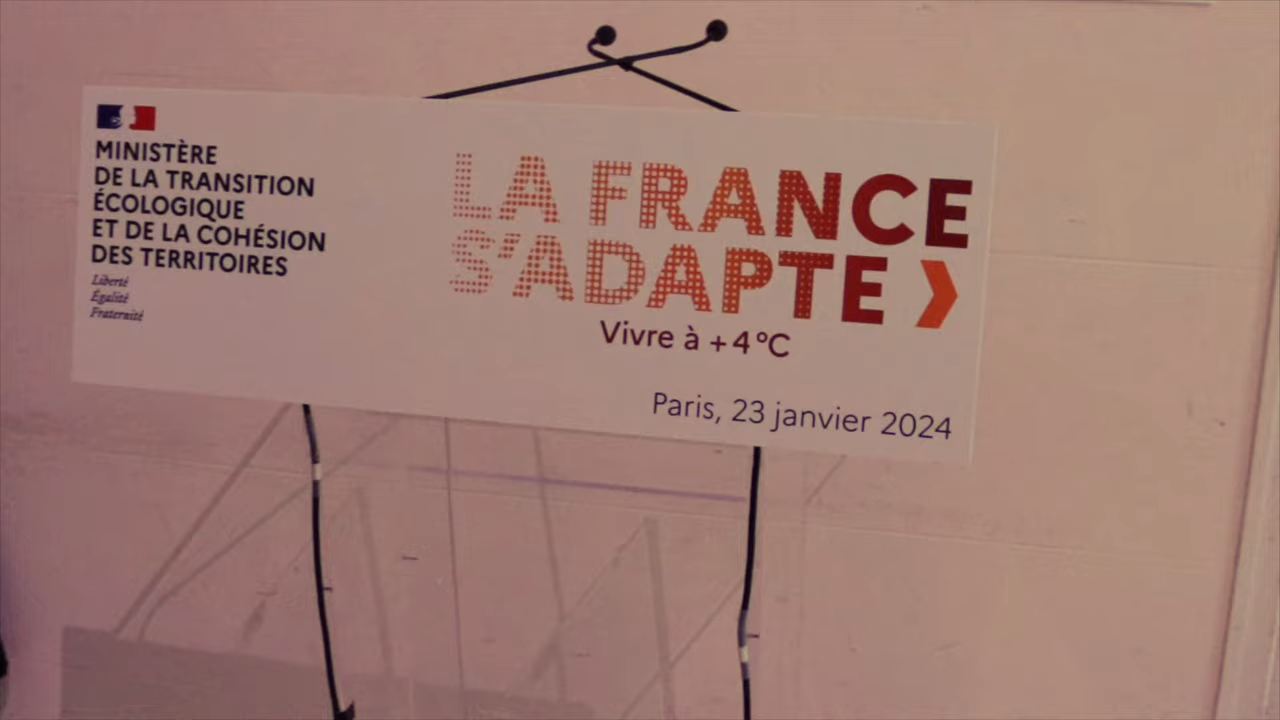 MINISTÈRE
DE LA TRANSITION
ÉCOLOGIQUE
ET DE LA COHÉSION
DES TERRITOIRES
Liberté
Égalité
Fraternité
LA FRANCE
S'ADAPTE
Vivre à +4°C
Paris, 23 janvier 2024